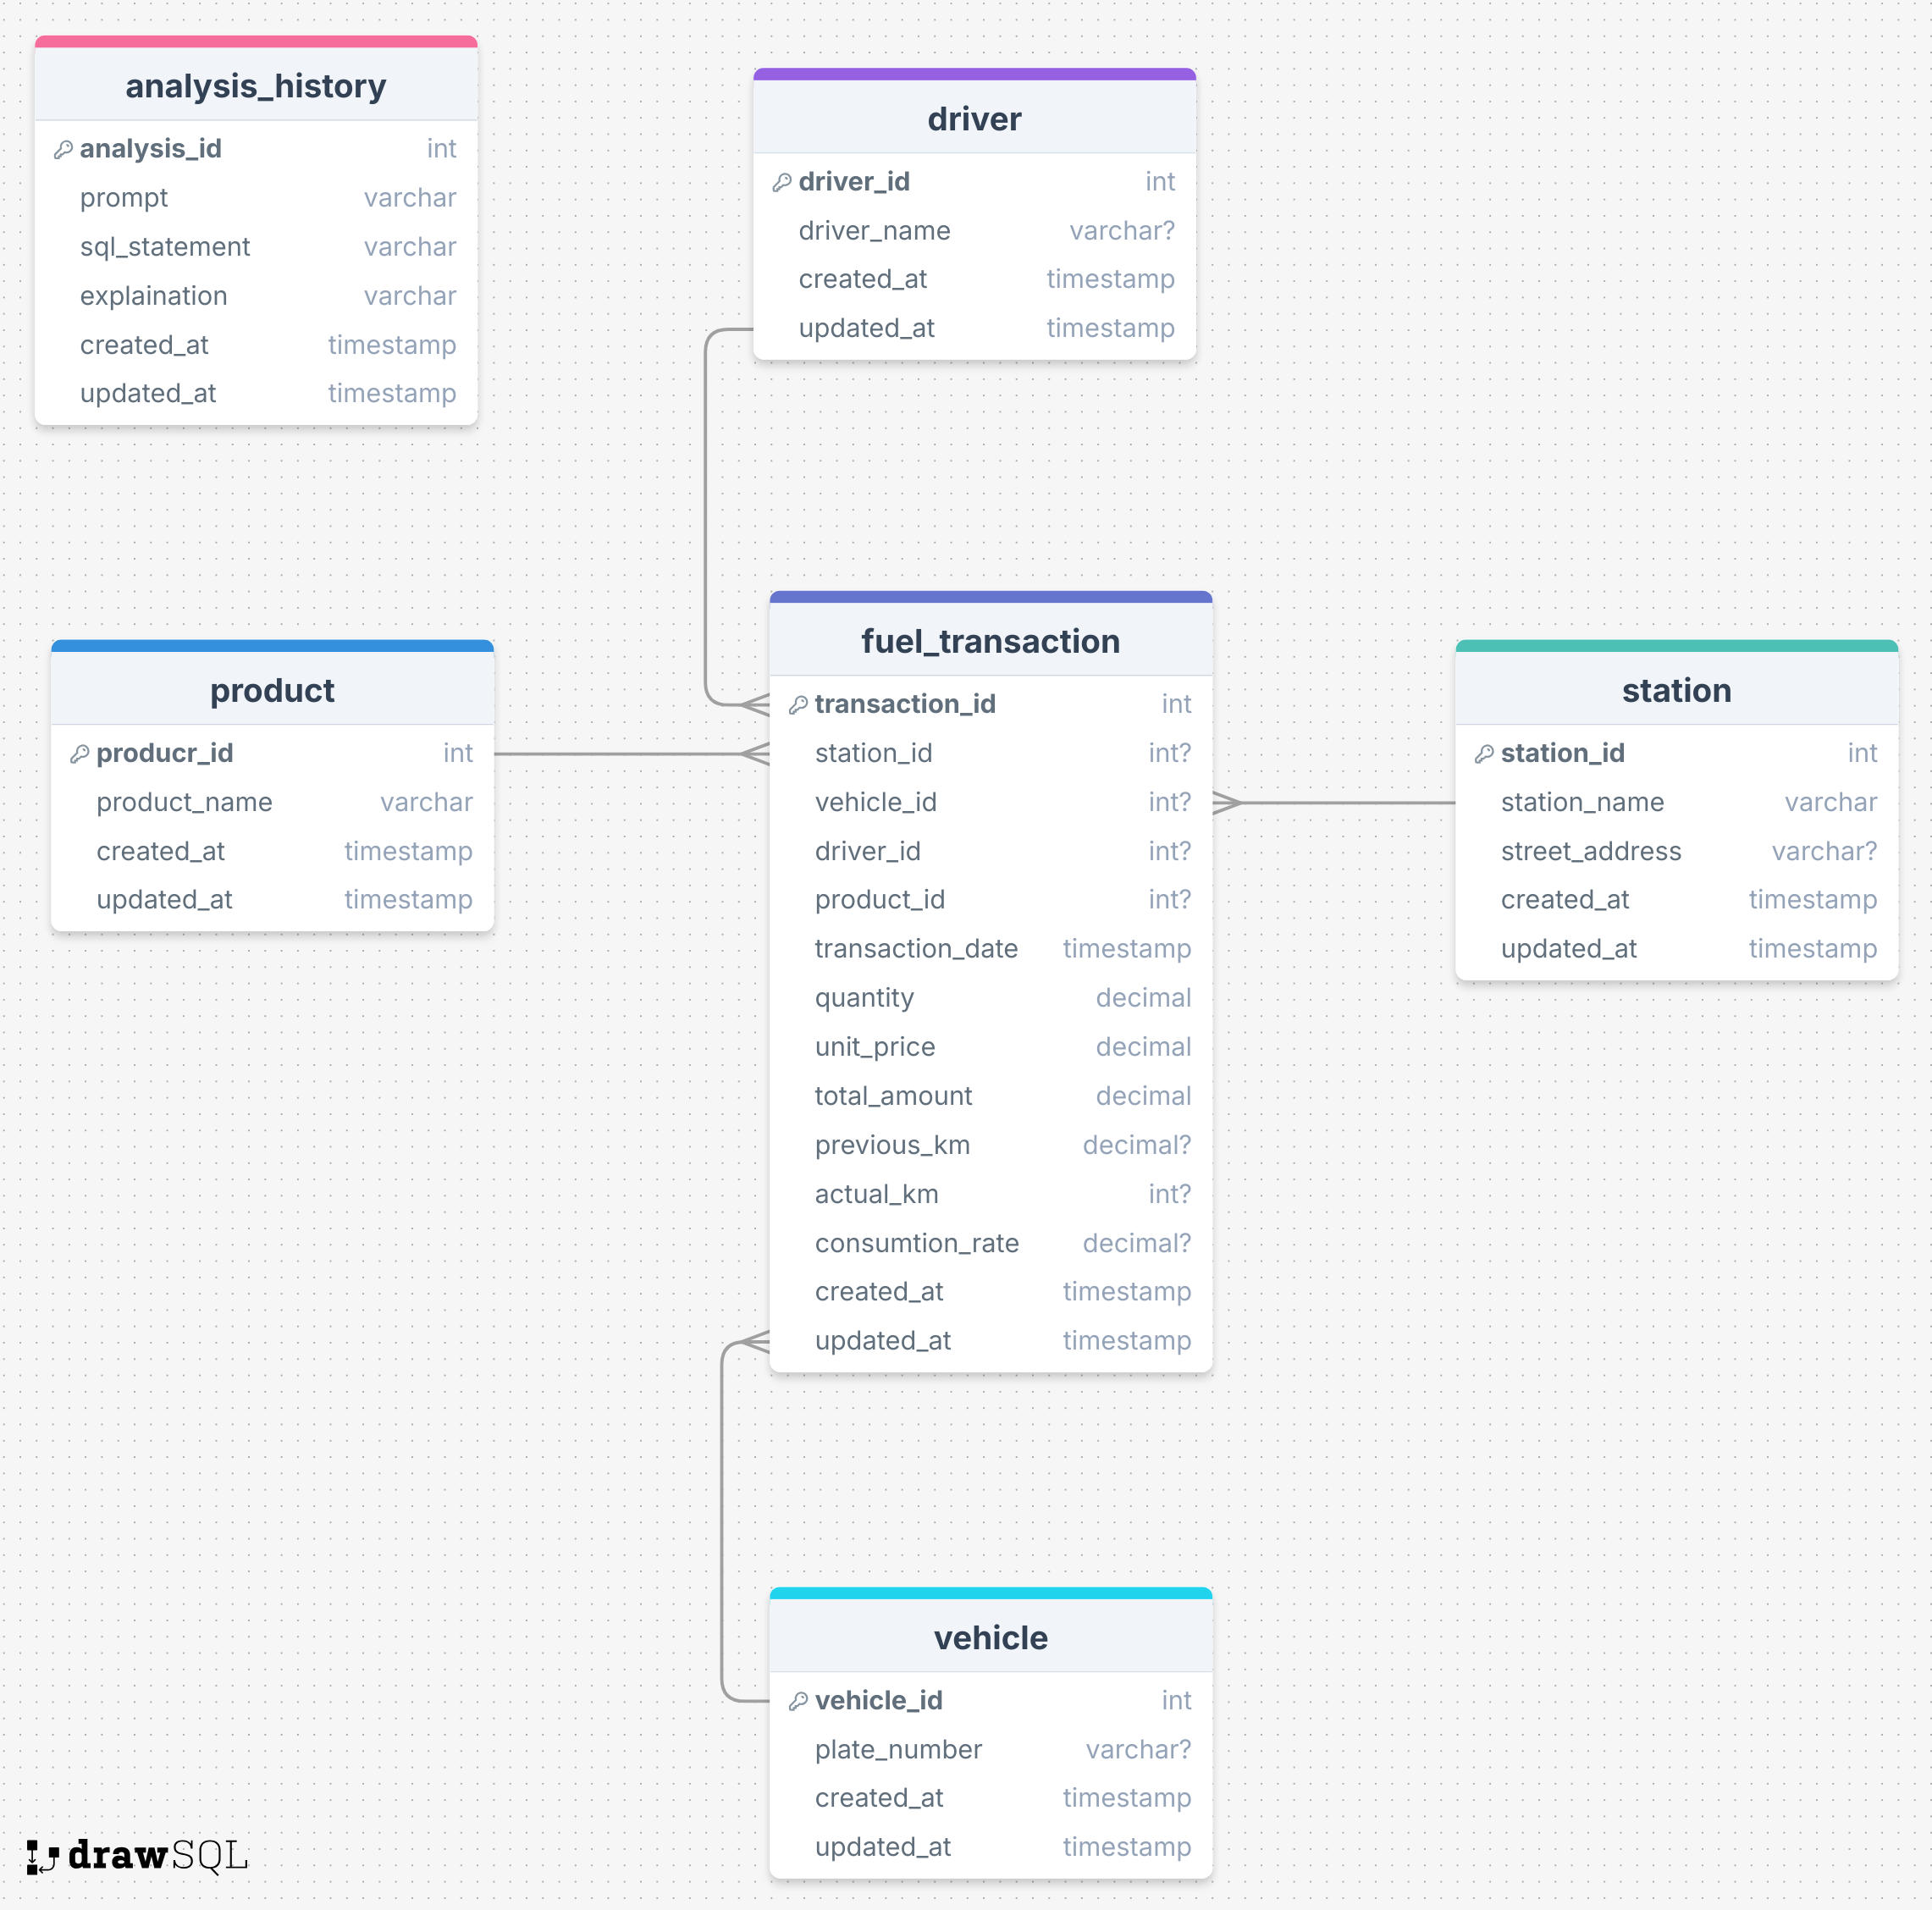 analysis_history
analysis_id int
prompt varchar
sql_statement varchar
explaination varchar
created_at timestamp
updated_at timestamp
driver
driver_id int
driver_name varchar?
created_at timestamp
updated_at timestamp
product
producr_id int
product_name varchar
created_at timestamp
updated_at timestamp
fuel_transaction
transaction_id int
station_id int?
vehicle_id int?
driver_id int?
product_id int?
transaction_date timestamp
quantity decimal
unit_price decimal
total_amount decimal
previous_km decimal?
actual_km int?
consumtion_rate decimal?
created_at timestamp
updated_at timestamp
station
station_id int
station_name varchar
street_address varchar?
created_at timestamp
updated_at timestamp
vehicle
vehicle_id int
plate_number varchar?
created_at timestamp
updated_at timestamp
drawSQL